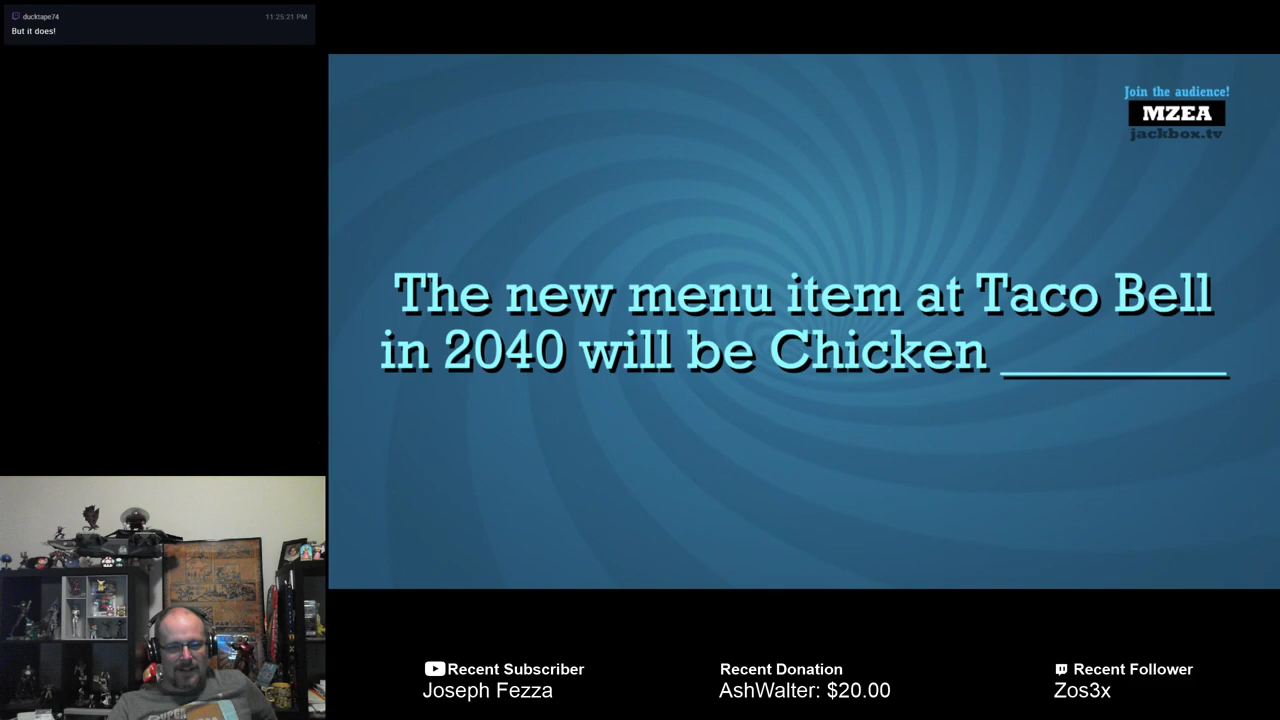 ducktape74
11:25:21 PM
But it does!
Join the audience!
MZEA
jackbox.tv
The new menu item at Taco Bell
in 2040 will be Chicken ________
Recent Subscriber
Joseph Fezza
Recent Donation
AshWalter: $20.00
Recent Follower
Zos3x